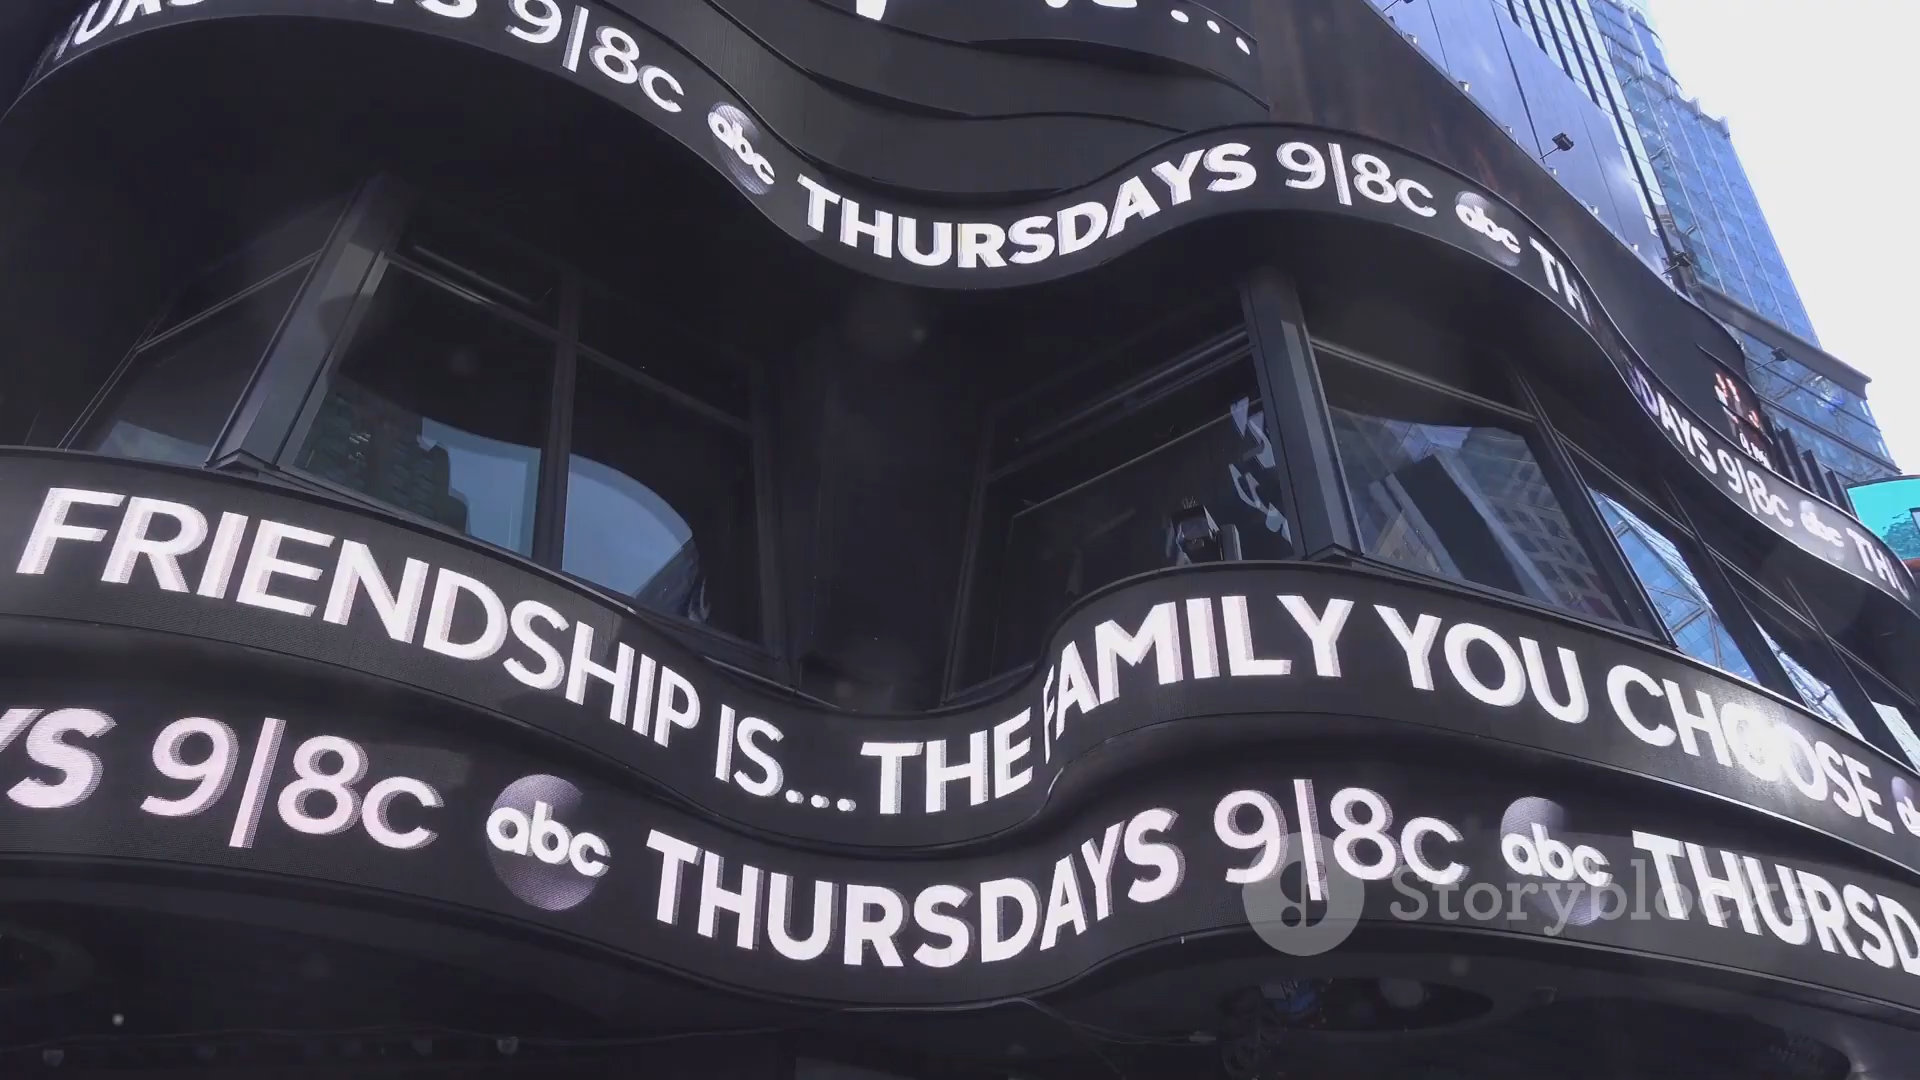 THURSDAYS 9|8c abc THURSDAYS 9|8c abc TH
DAYS 9|8c abc TH
FRIENDSHIP IS...THE FAMILY YOU CHOOSE
YS 9|8c abc THURSDAYS 9|8c abc THURSD
Storyblocks